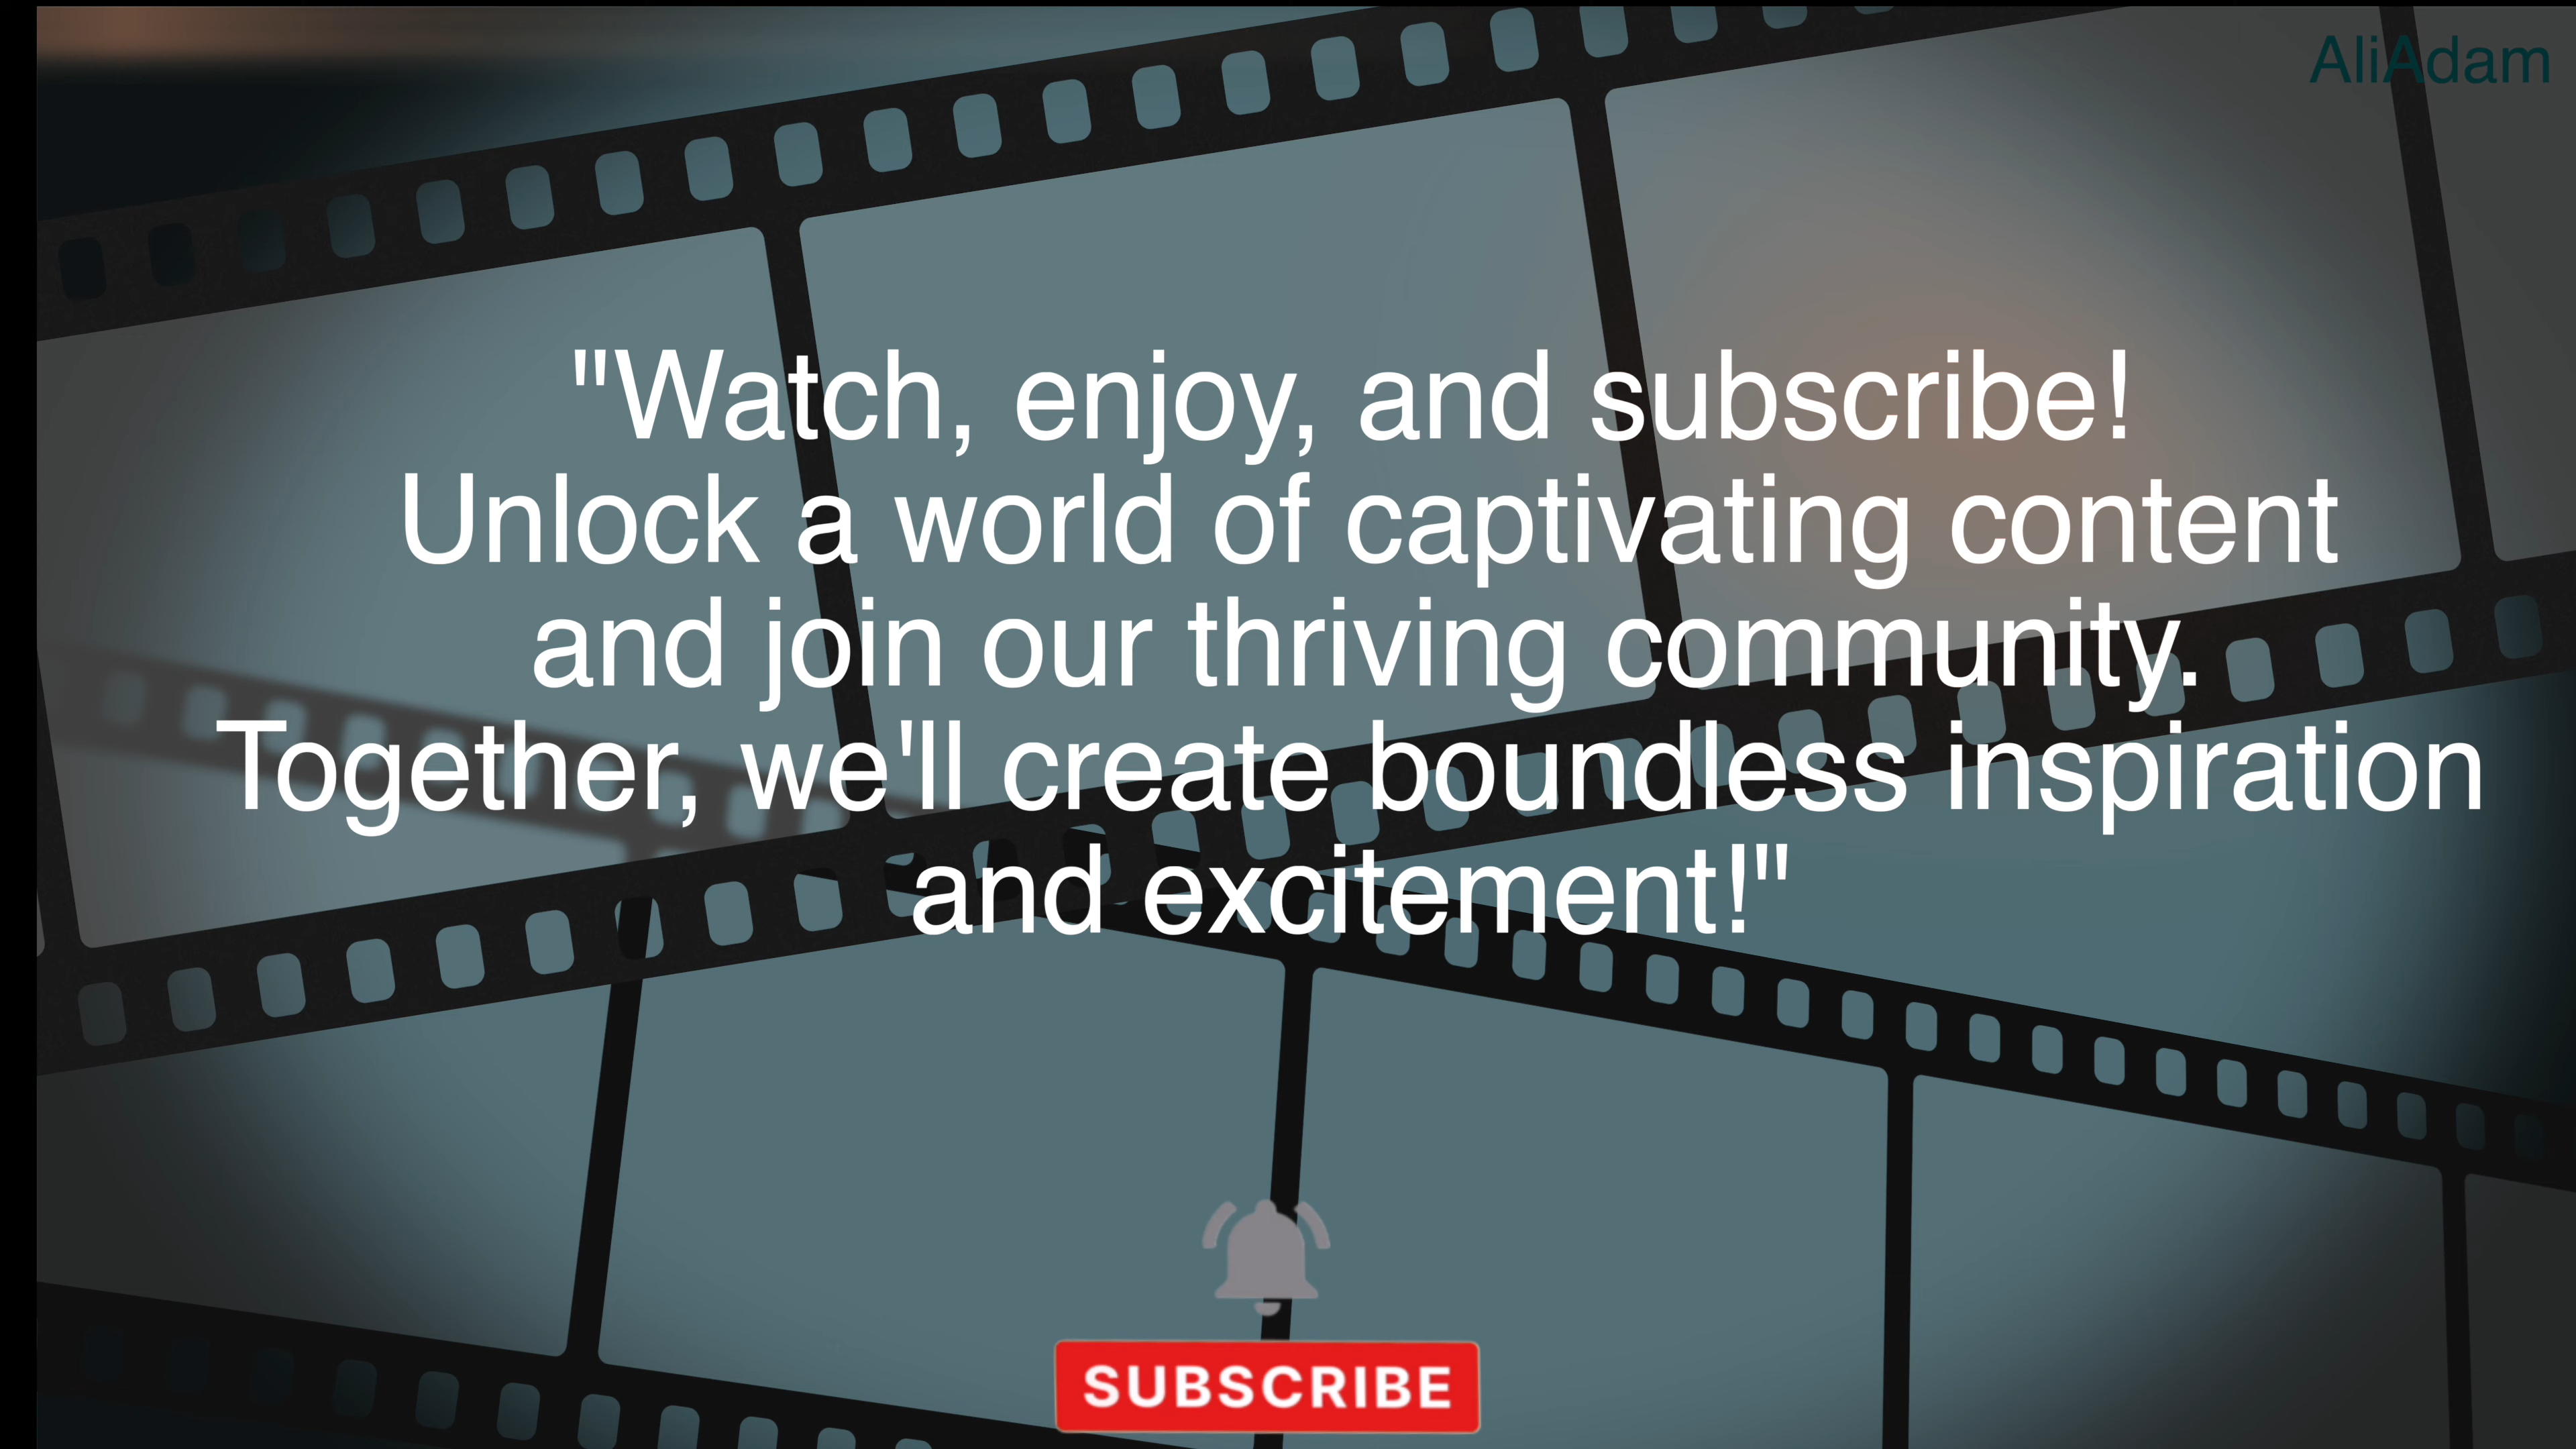 AliAdam
"Watch, enjoy, and subscribe!
Unlock a world of captivating content
and join our thriving community.
Together, we'll create boundless inspiration
and excitement!"
SUBSCRIBE